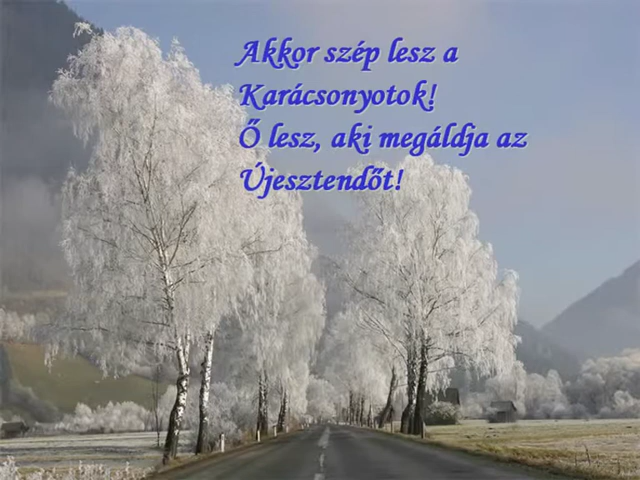 Akkor szép lesz a
Karácsonyotok!
Ő lesz, aki megáldja az
Újesztendőt!